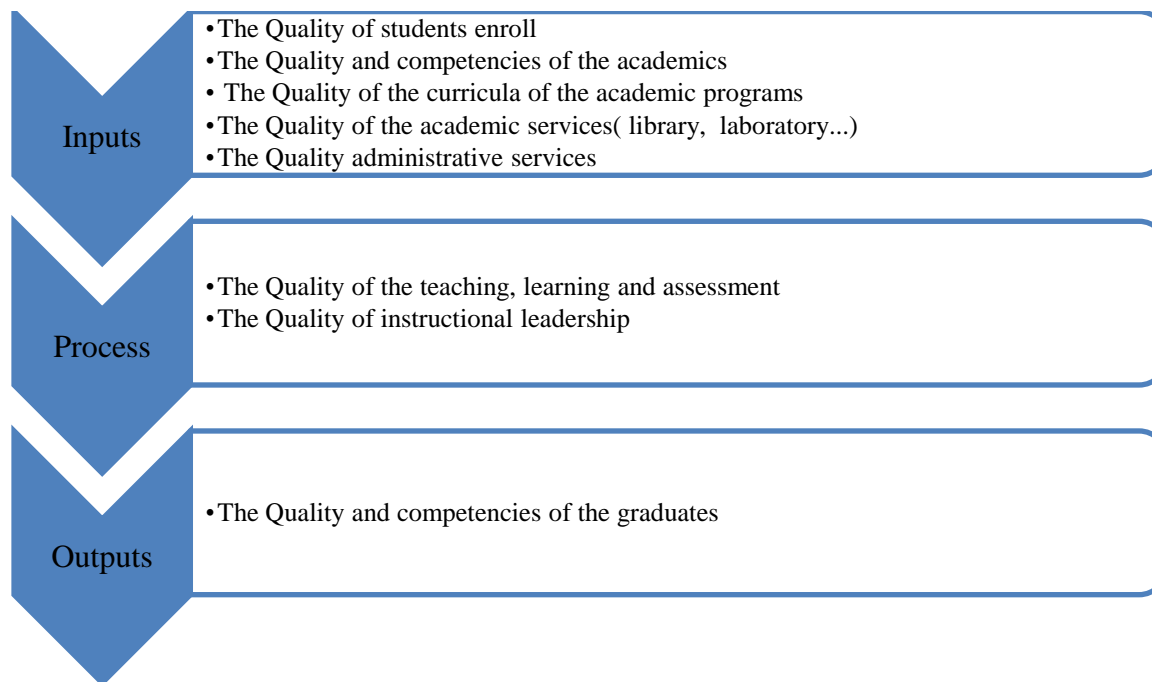 Inputs
•The Quality of students enroll
•The Quality and competencies of the academics
• The Quality of the curricula of the academic programs
•The Quality of the academic services( library, laboratory...)
•The Quality administrative services
Process
•The Quality of the teaching, learning and assessment
•The Quality of instructional leadership
Outputs
•The Quality and competencies of the graduates